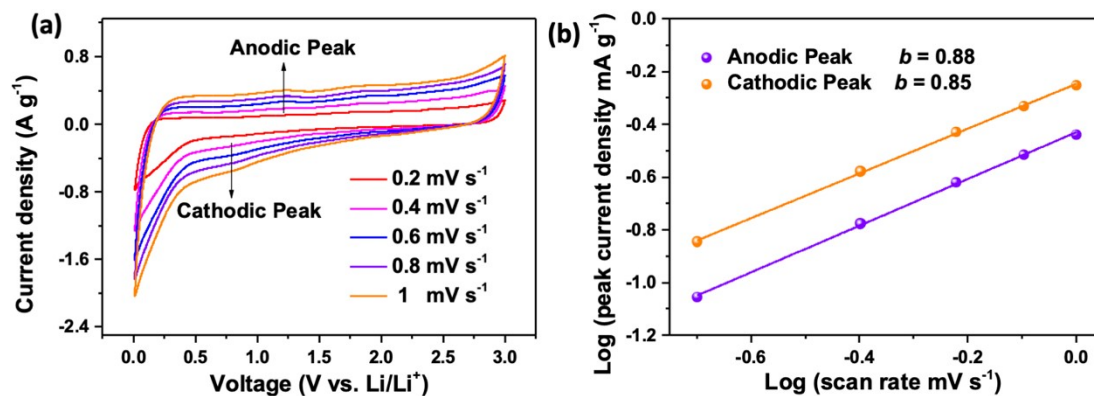 (a)
Current density (A g⁻¹)
0.8
0.0
-0.8
-1.6
-2.4
Anodic Peak
Cathodic Peak
0.2 mV s⁻¹
0.4 mV s⁻¹
0.6 mV s⁻¹
0.8 mV s⁻¹
1 mV s⁻¹
0.0 0.5 1.0 1.5 2.0 2.5 3.0
Voltage (V vs. Li/Li⁺)
(b)
Log (peak current density mA g⁻¹)
0.0
-0.2
-0.4
-0.6
-0.8
-1.0
-1.2
Anodic Peak b = 0.88
Cathodic Peak b = 0.85
-0.6 -0.4 -0.2 0.0
Log (scan rate mV s⁻¹)